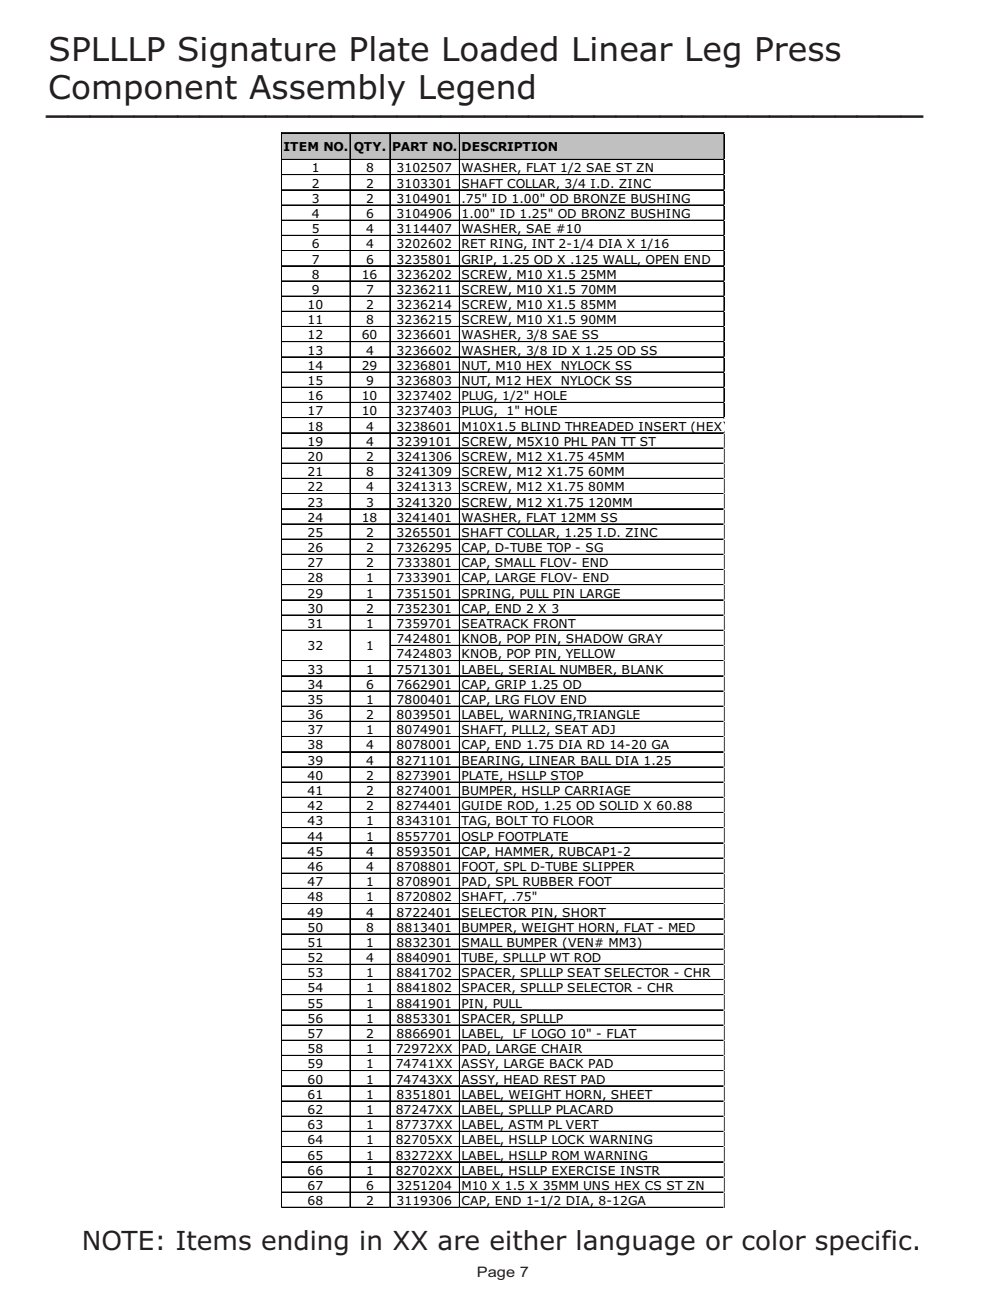 SPLLLP Signature Plate Loaded Linear Leg Press
Component Assembly Legend
ITEM NO. QTY. PART NO. DESCRIPTION
1 8 3102507 WASHER, FLAT 1/2 SAE ST ZN
2 2 3103301 SHAFT COLLAR, 3/4 I.D. ZINC
3 2 3104901 .75" ID 1.00" OD BRONZE BUSHING
4 6 3104906 1.00" ID 1.25" OD BRONZ BUSHING
5 4 3114407 WASHER, SAE #10
6 4 3202602 RET RING, INT 2-1/4 DIA X 1/16
7 6 3235801 GRIP, 1.25 OD X .125 WALL, OPEN END
8 16 3236202 SCREW, M10 X1.5 25MM
9 7 3236211 SCREW, M10 X1.5 70MM
10 2 3236214 SCREW, M10 X1.5 85MM
11 8 3236215 SCREW, M10 X1.5 90MM
12 60 3236601 WASHER, 3/8 SAE SS
13 4 3236602 WASHER, 3/8 ID X 1.25 OD SS
14 29 3236801 NUT, M10 HEX  NYLOCK SS
15 9 3236803 NUT, M12 HEX  NYLOCK SS
16 10 3237402 PLUG, 1/2" HOLE
17 10 3237403 PLUG,  1" HOLE
18 4 3238601 M10X1.5 BLIND THREADED INSERT (HEX
19 4 3239101 SCREW, M5X10 PHL PAN TT ST
20 2 3241306 SCREW, M12 X1.75 45MM
21 8 3241309 SCREW, M12 X1.75 60MM
22 4 3241313 SCREW, M12 X1.75 80MM
23 3 3241320 SCREW, M12 X1.75 120MM
24 18 3241401 WASHER, FLAT 12MM SS
25 2 3265501 SHAFT COLLAR, 1.25 I.D. ZINC
26 2 7326295 CAP, D-TUBE TOP - SG
27 2 7333801 CAP, SMALL FLOV- END
28 1 7333901 CAP, LARGE FLOV- END
29 1 7351501 SPRING, PULL PIN LARGE
30 2 7352301 CAP, END 2 X 3
31 1 7359701 SEATRACK FRONT
32 1 7424801 KNOB, POP PIN, SHADOW GRAY
7424803 KNOB, POP PIN, YELLOW
33 1 7571301 LABEL, SERIAL NUMBER, BLANK
34 6 7662901 CAP, GRIP 1.25 OD
35 1 7800401 CAP, LRG FLOV END
36 2 8039501 LABEL, WARNING,TRIANGLE
37 1 8074901 SHAFT, PLLL2, SEAT ADJ
38 4 8078001 CAP, END 1.75 DIA RD 14-20 GA
39 4 8271101 BEARING, LINEAR BALL DIA 1.25
40 2 8273901 PLATE, HSLLP STOP
41 2 8274001 BUMPER, HSLLP CARRIAGE
42 2 8274401 GUIDE ROD, 1.25 OD SOLID X 60.88
43 1 8343101 TAG, BOLT TO FLOOR
44 1 8557701 OSLP FOOTPLATE
45 4 8593501 CAP, HAMMER, RUBCAP1-2
46 4 8708801 FOOT, SPL D-TUBE SLIPPER
47 1 8708901 PAD, SPL RUBBER FOOT
48 1 8720802 SHAFT, .75"
49 4 8722401 SELECTOR PIN, SHORT
50 8 8813401 BUMPER, WEIGHT HORN, FLAT - MED
51 1 8832301 SMALL BUMPER (VEN# MM3)
52 4 8840901 TUBE, SPLLLP WT ROD
53 1 8841702 SPACER, SPLLLP SEAT SELECTOR - CHR
54 1 8841802 SPACER, SPLLLP SELECTOR - CHR
55 1 8841901 PIN, PULL
56 1 8853301 SPACER, SPLLLP
57 2 8866901 LABEL,  LF LOGO 10" - FLAT
58 1 72972XX PAD, LARGE CHAIR
59 1 74741XX ASSY, LARGE BACK PAD
60 1 74743XX ASSY, HEAD REST PAD
61 1 8351801 LABEL, WEIGHT HORN, SHEET
62 1 87247XX LABEL, SPLLLP PLACARD
63 1 87737XX LABEL, ASTM PL VERT
64 1 82705XX LABEL, HSLLP LOCK WARNING
65 1 83272XX LABEL, HSLLP ROM WARNING
66 1 82702XX LABEL, HSLLP EXERCISE INSTR
67 6 3251204 M10 X 1.5 X 35MM UNS HEX CS ST ZN
68 2 3119306 CAP, END 1-1/2 DIA, 8-12GA
NOTE: Items ending in XX are either language or color specific.
Page 7